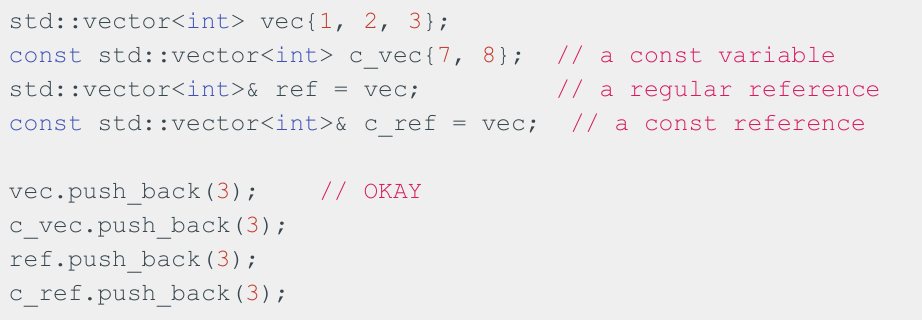 std::vector<int> vec{1, 2, 3};
const std::vector<int> c_vec{7, 8};  // a const variable
std::vector<int>& ref = vec;         // a regular reference
const std::vector<int>& c_ref = vec;  // a const reference

vec.push_back(3);    // OKAY
c_vec.push_back(3);
ref.push_back(3);
c_ref.push_back(3);